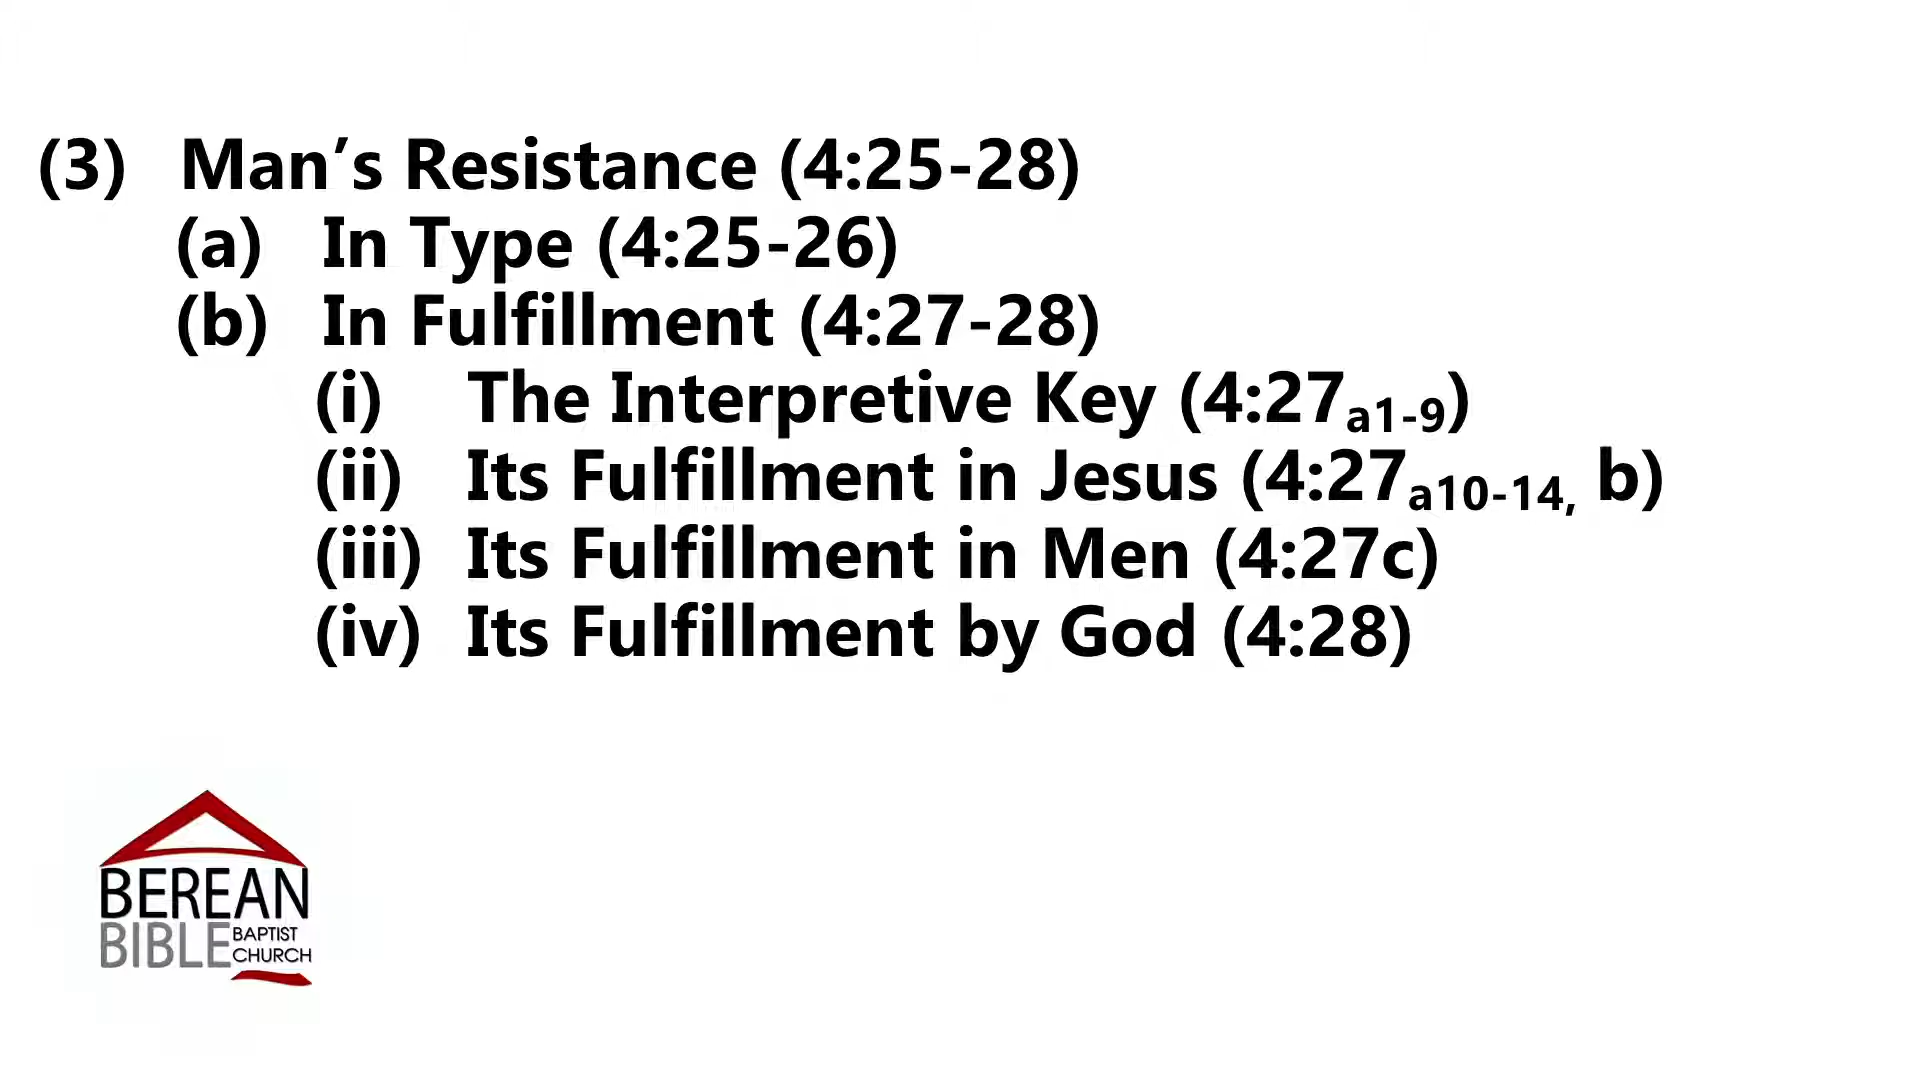 (3) Man’s Resistance (4:25-28)
(a) In Type (4:25-26)
(b) In Fulfillment (4:27-28)
(i) The Interpretive Key (4:27a1-9)
(ii) Its Fulfillment in Jesus (4:27a10-14, b)
(iii) Its Fulfillment in Men (4:27c)
(iv) Its Fulfillment by God (4:28)
BEREAN
BIBLE BAPTIST
CHURCH